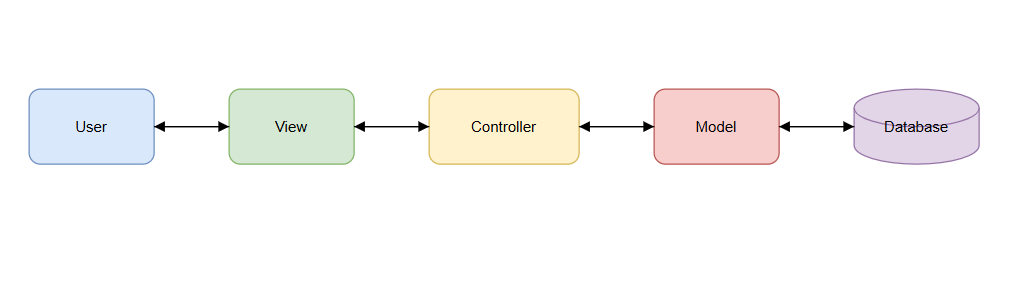 User
View
Controller
Model
Database